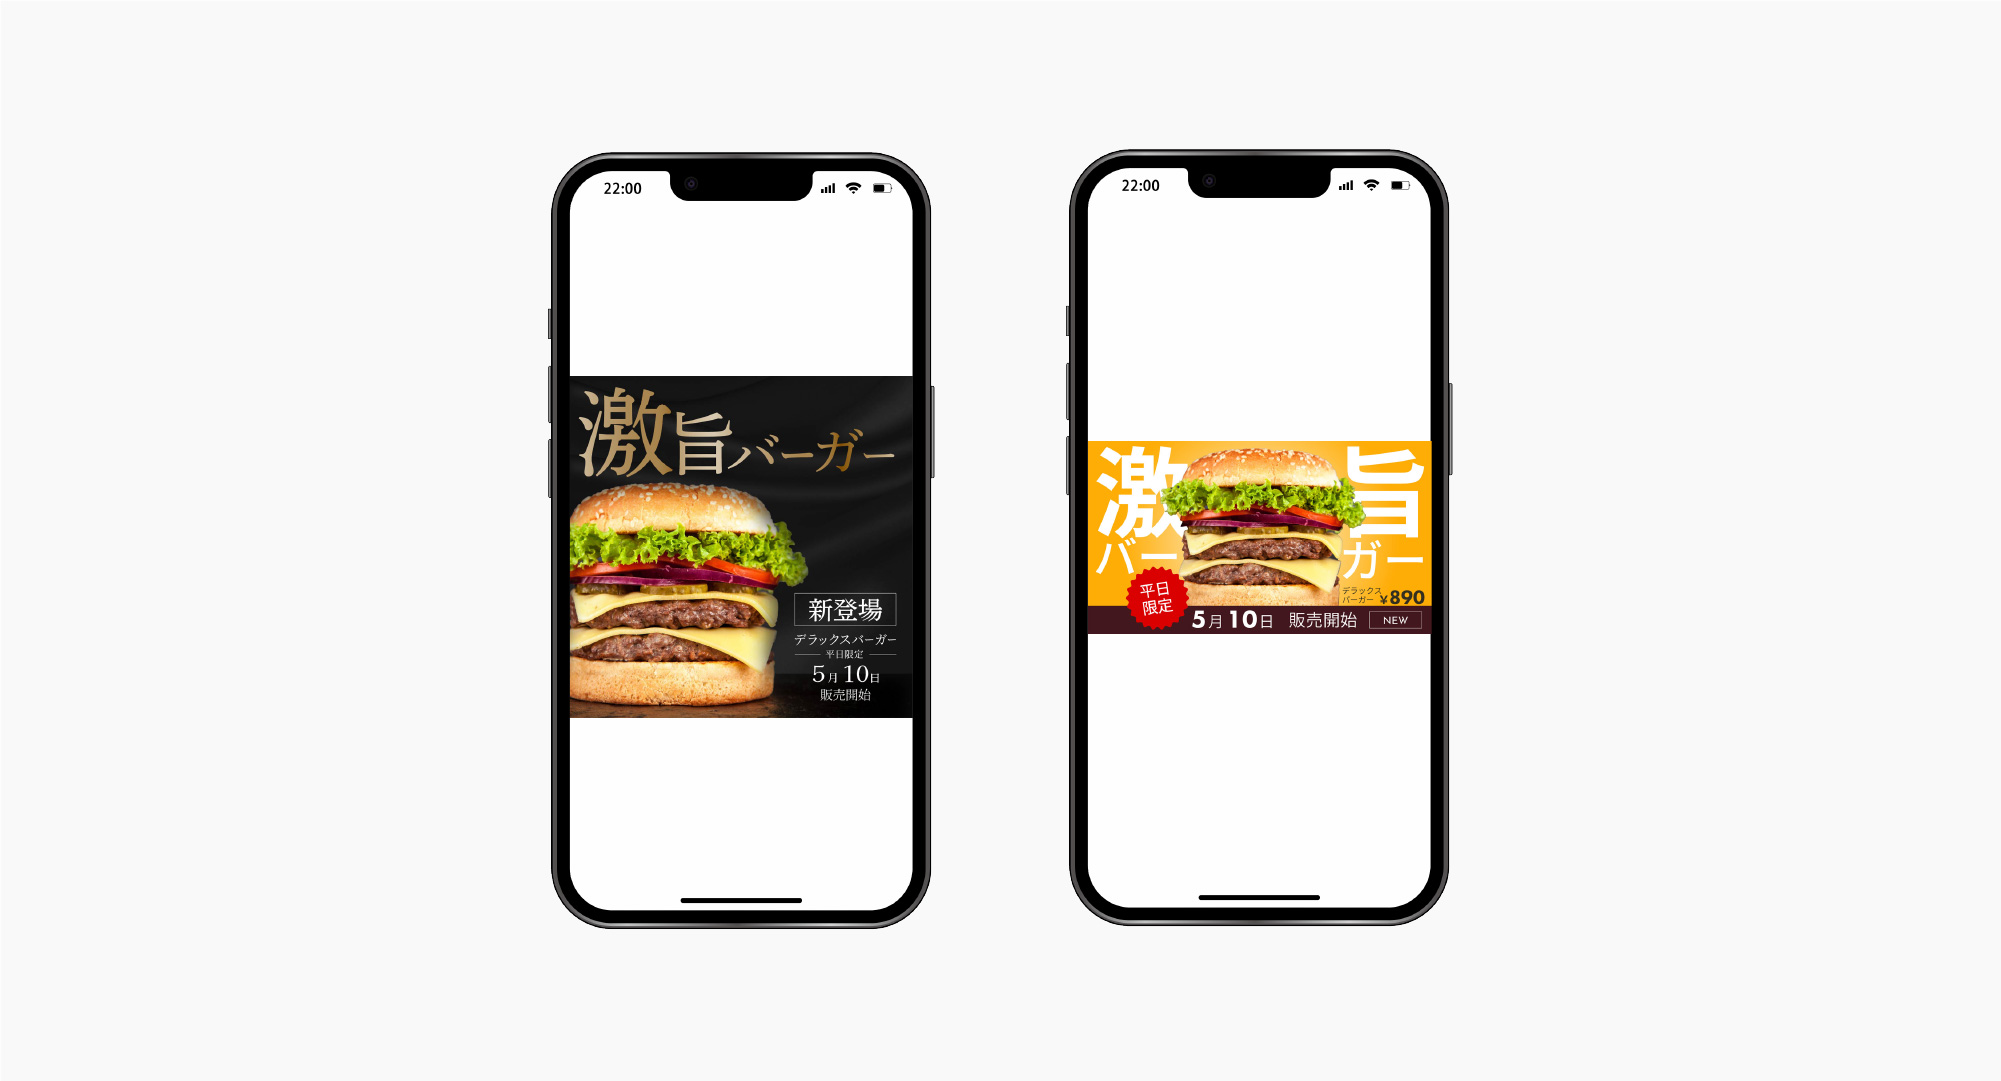 22:00
激旨バーガー
新登場
デラックスバーガー
平日限定
5月10日
販売開始
22:00
激 旨
バー ガー
平日
限定
デラックス
バーガー ¥890
5月10日 販売開始 NEW